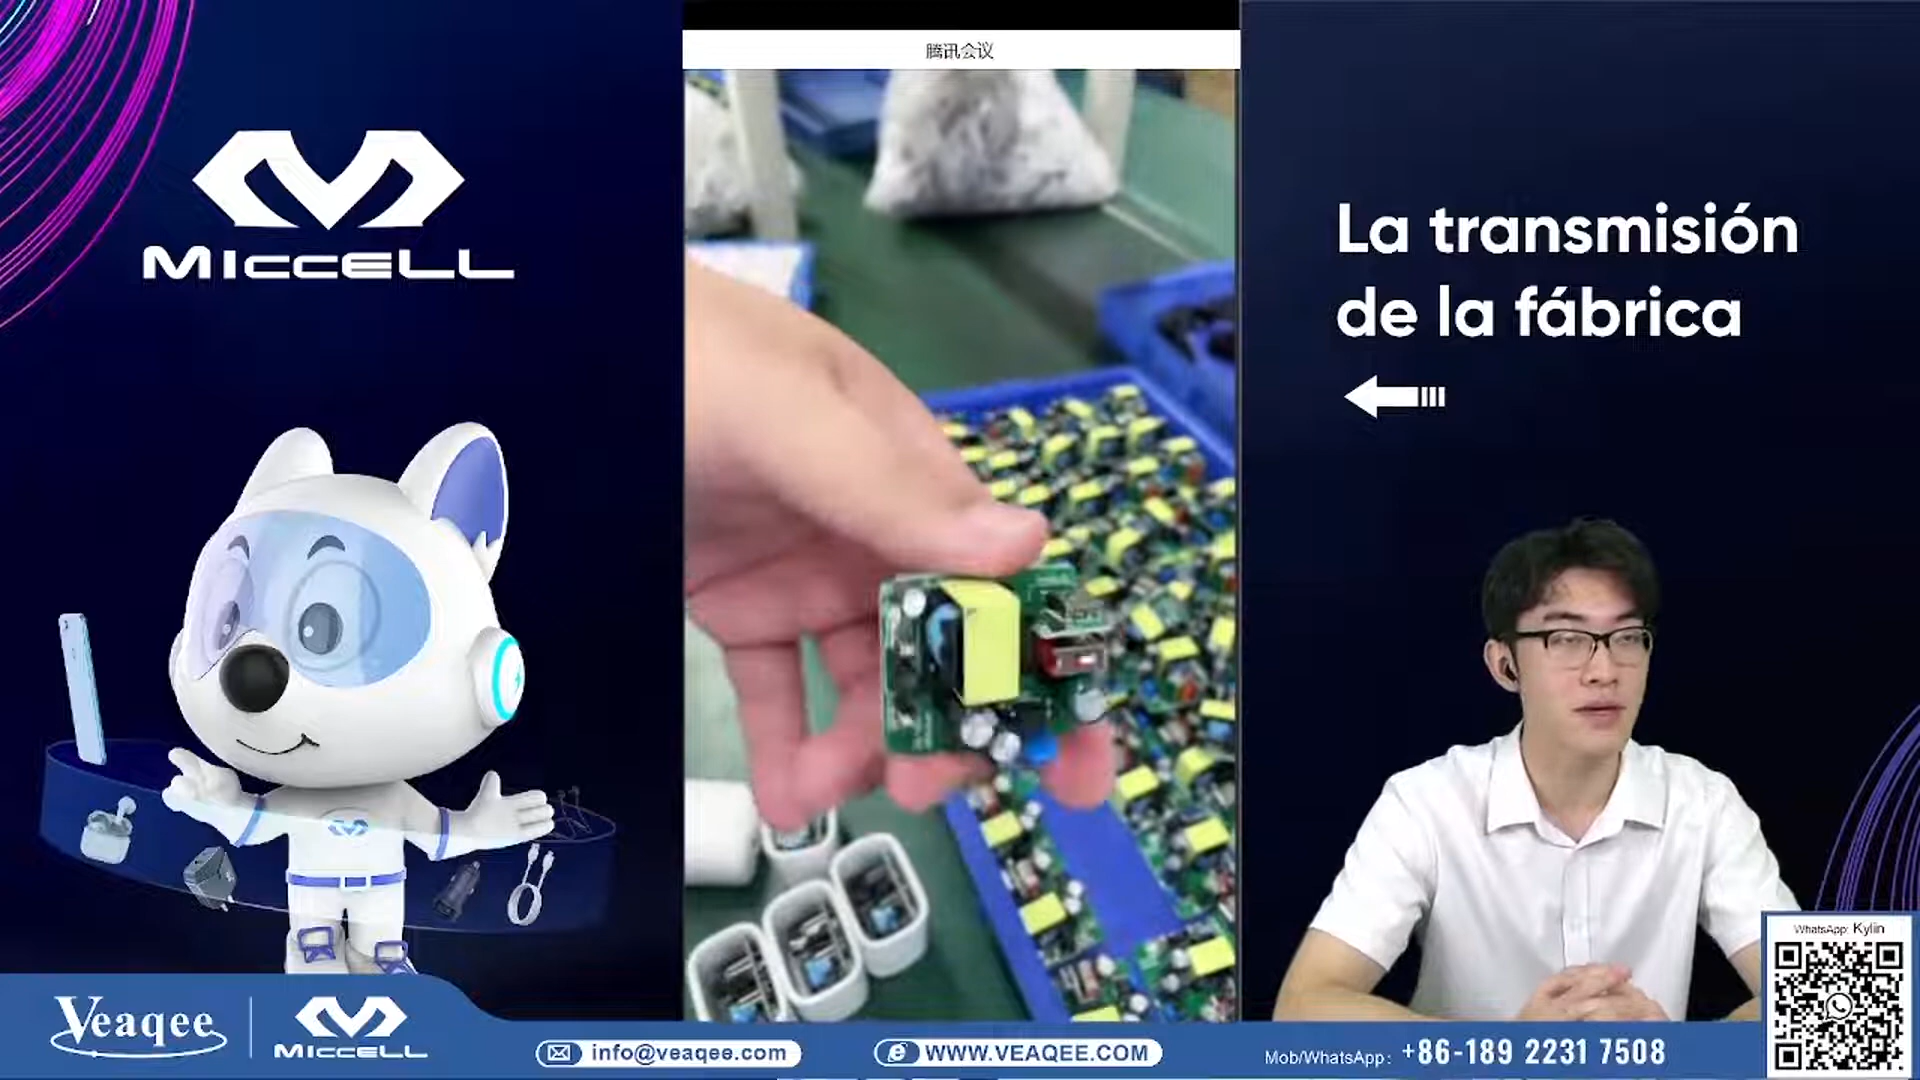 腾讯会议
MICCELL
La transmisión
de la fábrica
WhatsApp: Kylin
Veaqee
MICCELL
info@veaqee.com
WWW.VEAQEE.COM
Mob/WhatsApp: +86-189 2231 7508